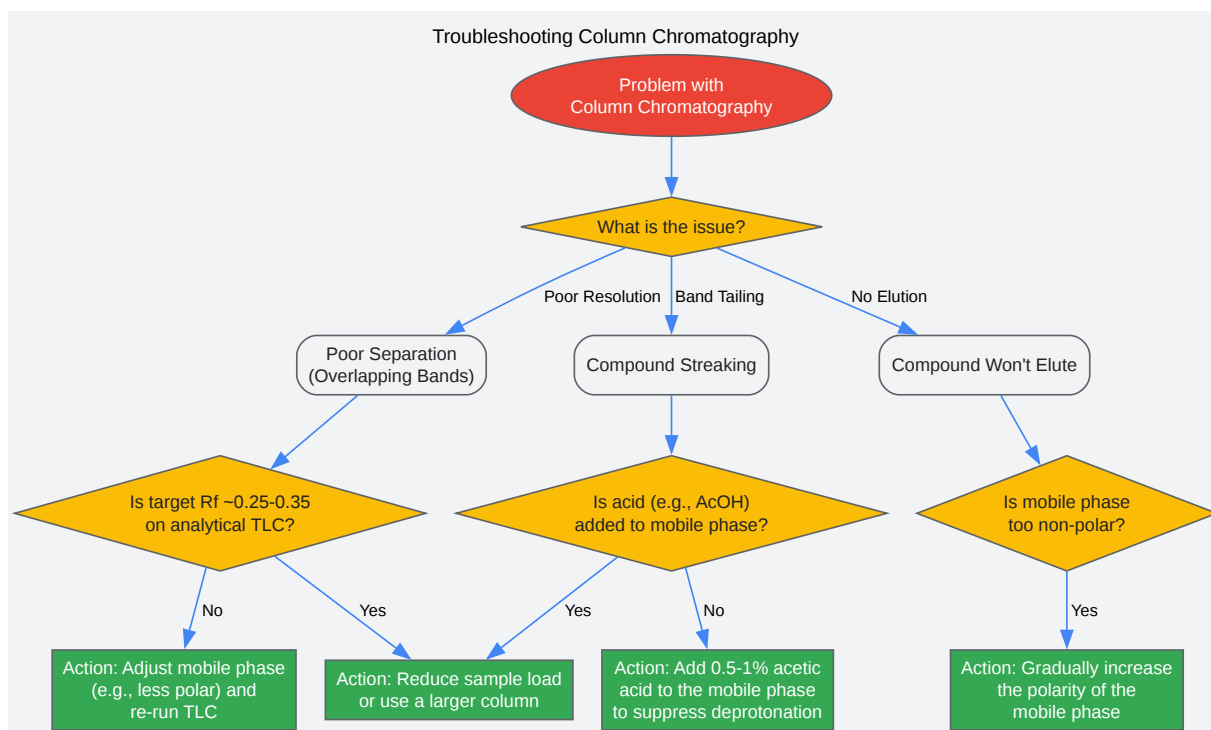 Troubleshooting Column Chromatography
Problem with
Column Chromatography
What is the issue?
Poor Resolution
Band Tailing
No Elution
Poor Separation
(Overlapping Bands)
Compound Streaking
Compound Won't Elute
Is target Rf ~0.25-0.35
on analytical TLC?
Is acid (e.g., AcOH)
added to mobile phase?
Is mobile phase
too non-polar?
No
Yes
Yes
No
Yes
Action: Adjust mobile phase
(e.g., less polar) and
re-run TLC
Action: Reduce sample load
or use a larger column
Action: Add 0.5-1% acetic
acid to the mobile phase
to suppress deprotonation
Action: Gradually increase
the polarity of the
mobile phase